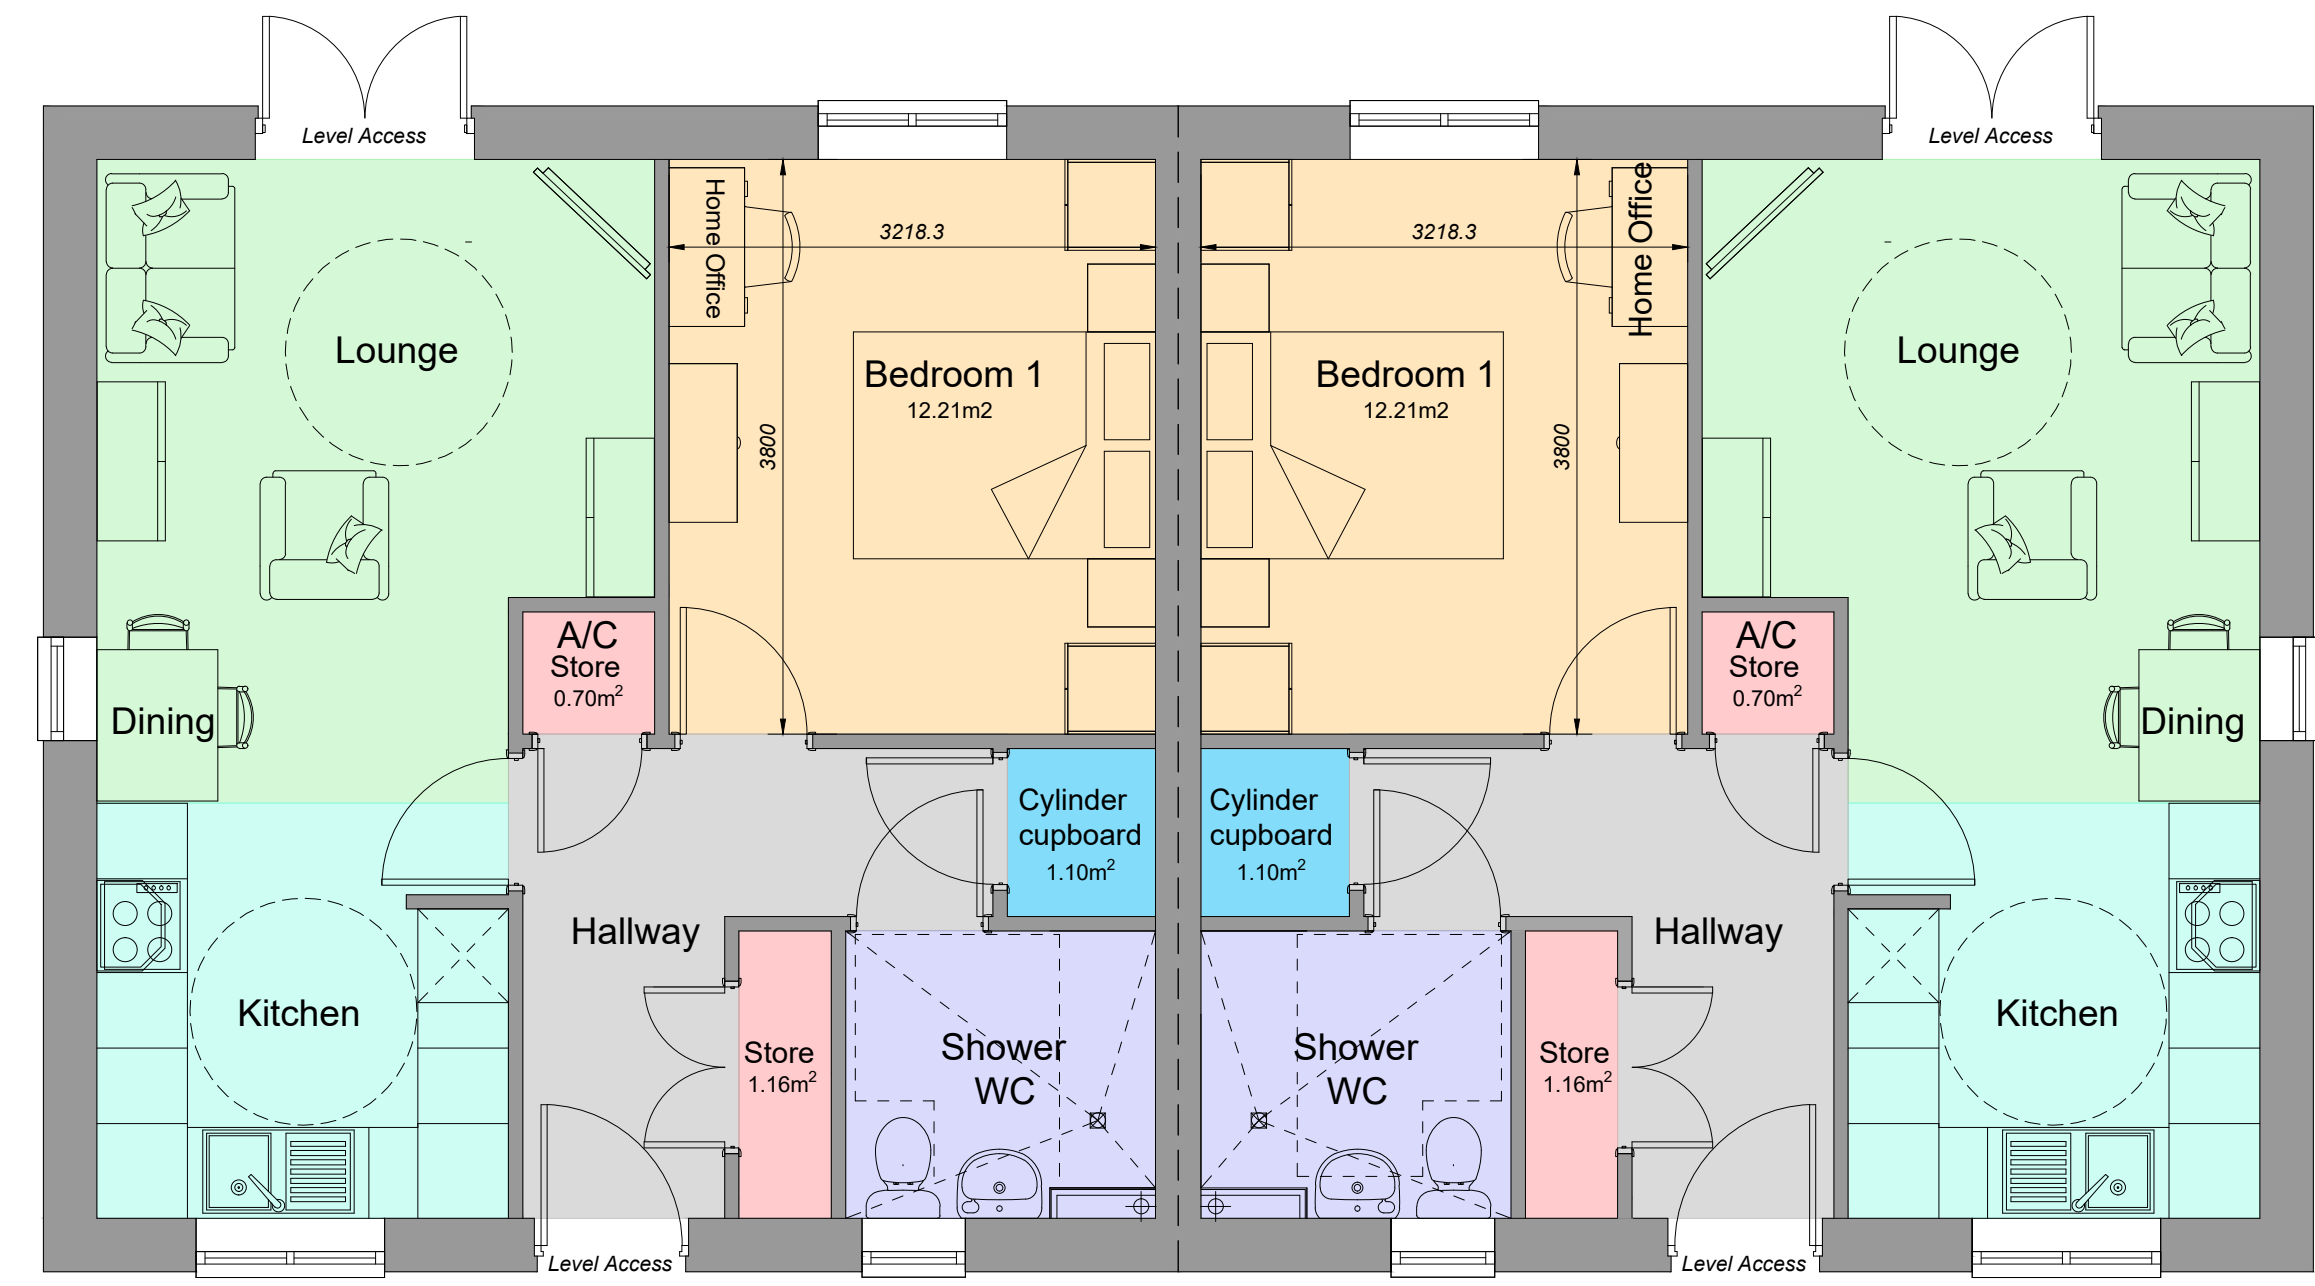 Level Access
Level Access
Home Office
3218.3
3218.3
Home Office
Lounge
Bedroom 1
12.21m2
Bedroom 1
12.21m2
Lounge
3800
3800
A/C
Store
0.70m²
A/C
Store
0.70m²
Dining
Dining
Cylinder
cupboard
1.10m²
Cylinder
cupboard
1.10m²
Hallway
Hallway
Kitchen
Kitchen
Store
1.16m²
Shower
WC
Shower
WC
Store
1.16m²
Level Access
Level Access